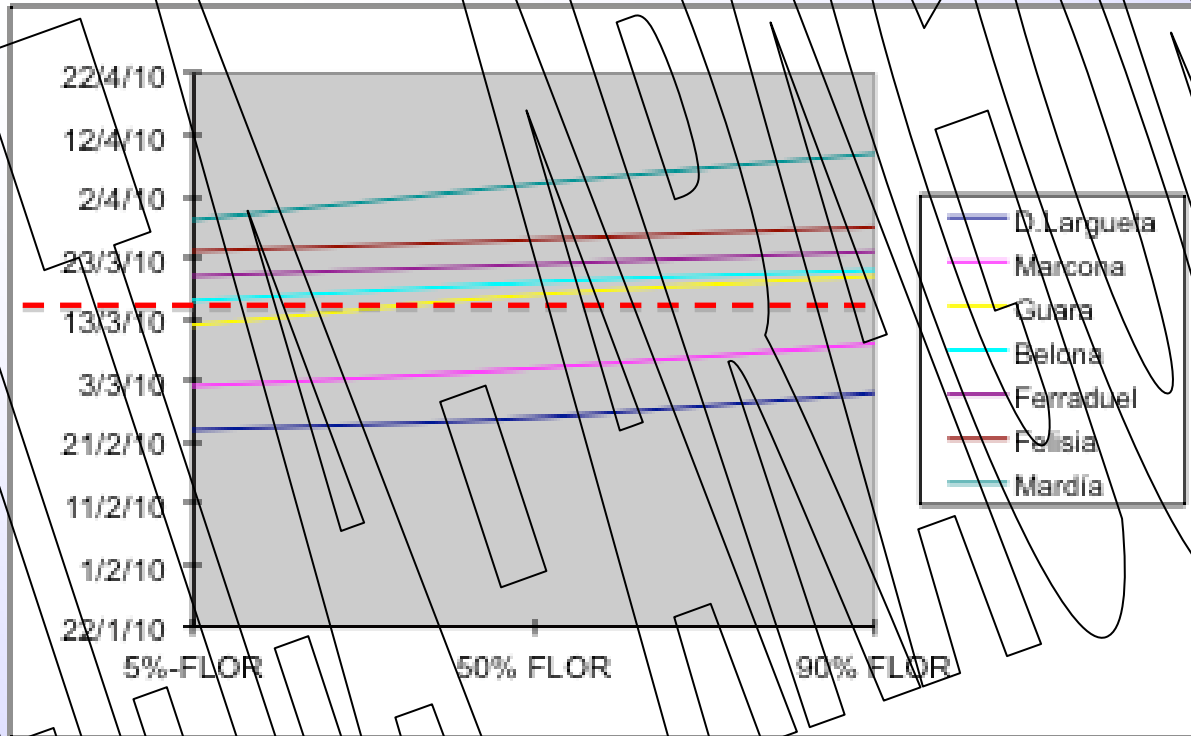 22/4/10
12/4/10
2/4/10
23/3/10
13/3/10
3/3/10
21/2/10
11/2/10
1/2/10
22/1/10
5%-FLOR 50% FLOR 90% FLOR
D.Largueta
Marcona
Guara
Belona
Ferraduel
Felisia
Mardía